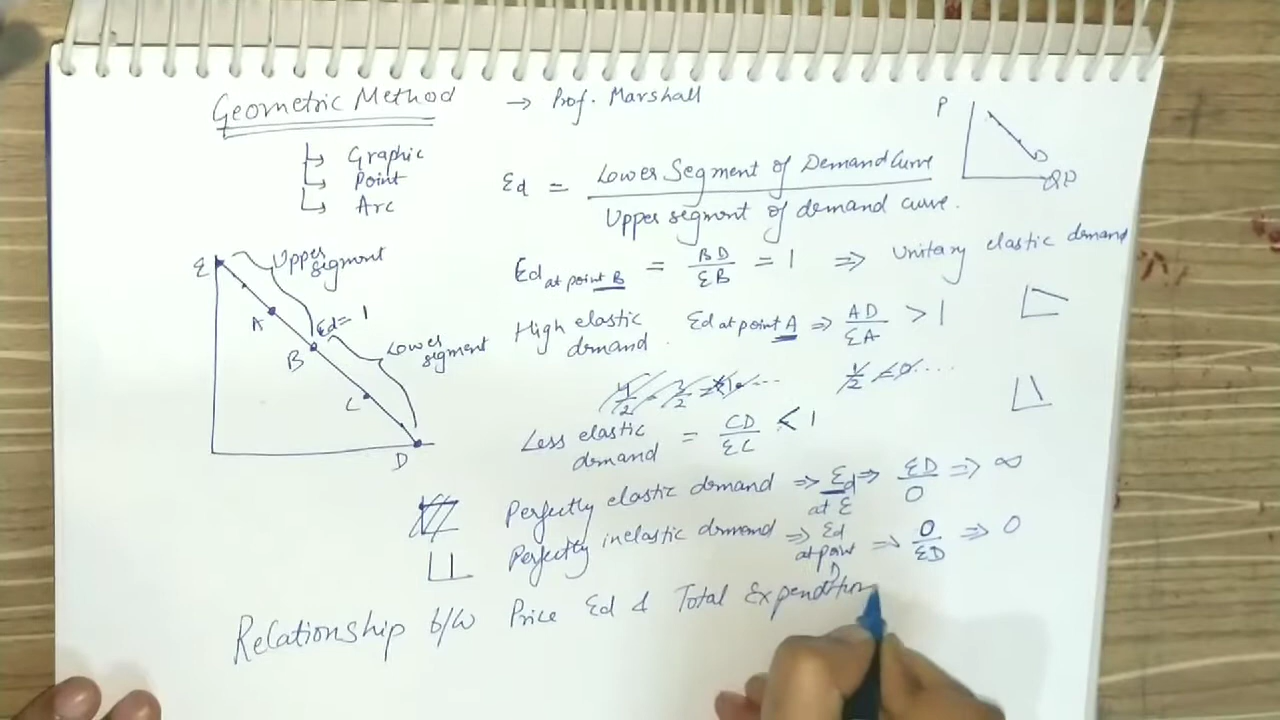 Geometric Method → Prof. Marshall
Graphic
Point
Arc
Ed = Lower Segment of Demand Curve
Upper segment of demand curve.
P
D
QD
E
Upper segment
A
Ed = 1
B
Lower segment
C
D
Ed at point B = BD/EB = 1 ⇒ Unitary elastic demand
High elastic demand. Ed at point A ⇒ AD/EA > 1
1/2
Less elastic demand = CD/EC < 1
Perfectly elastic demand ⇒ Ed at E ⇒ ED/0 ⇒ ∞
Perfectly inelastic demand ⇒ Ed at point D ⇒ 0/ED ⇒ 0
Relationship b/w Price Ed & Total Expenditure